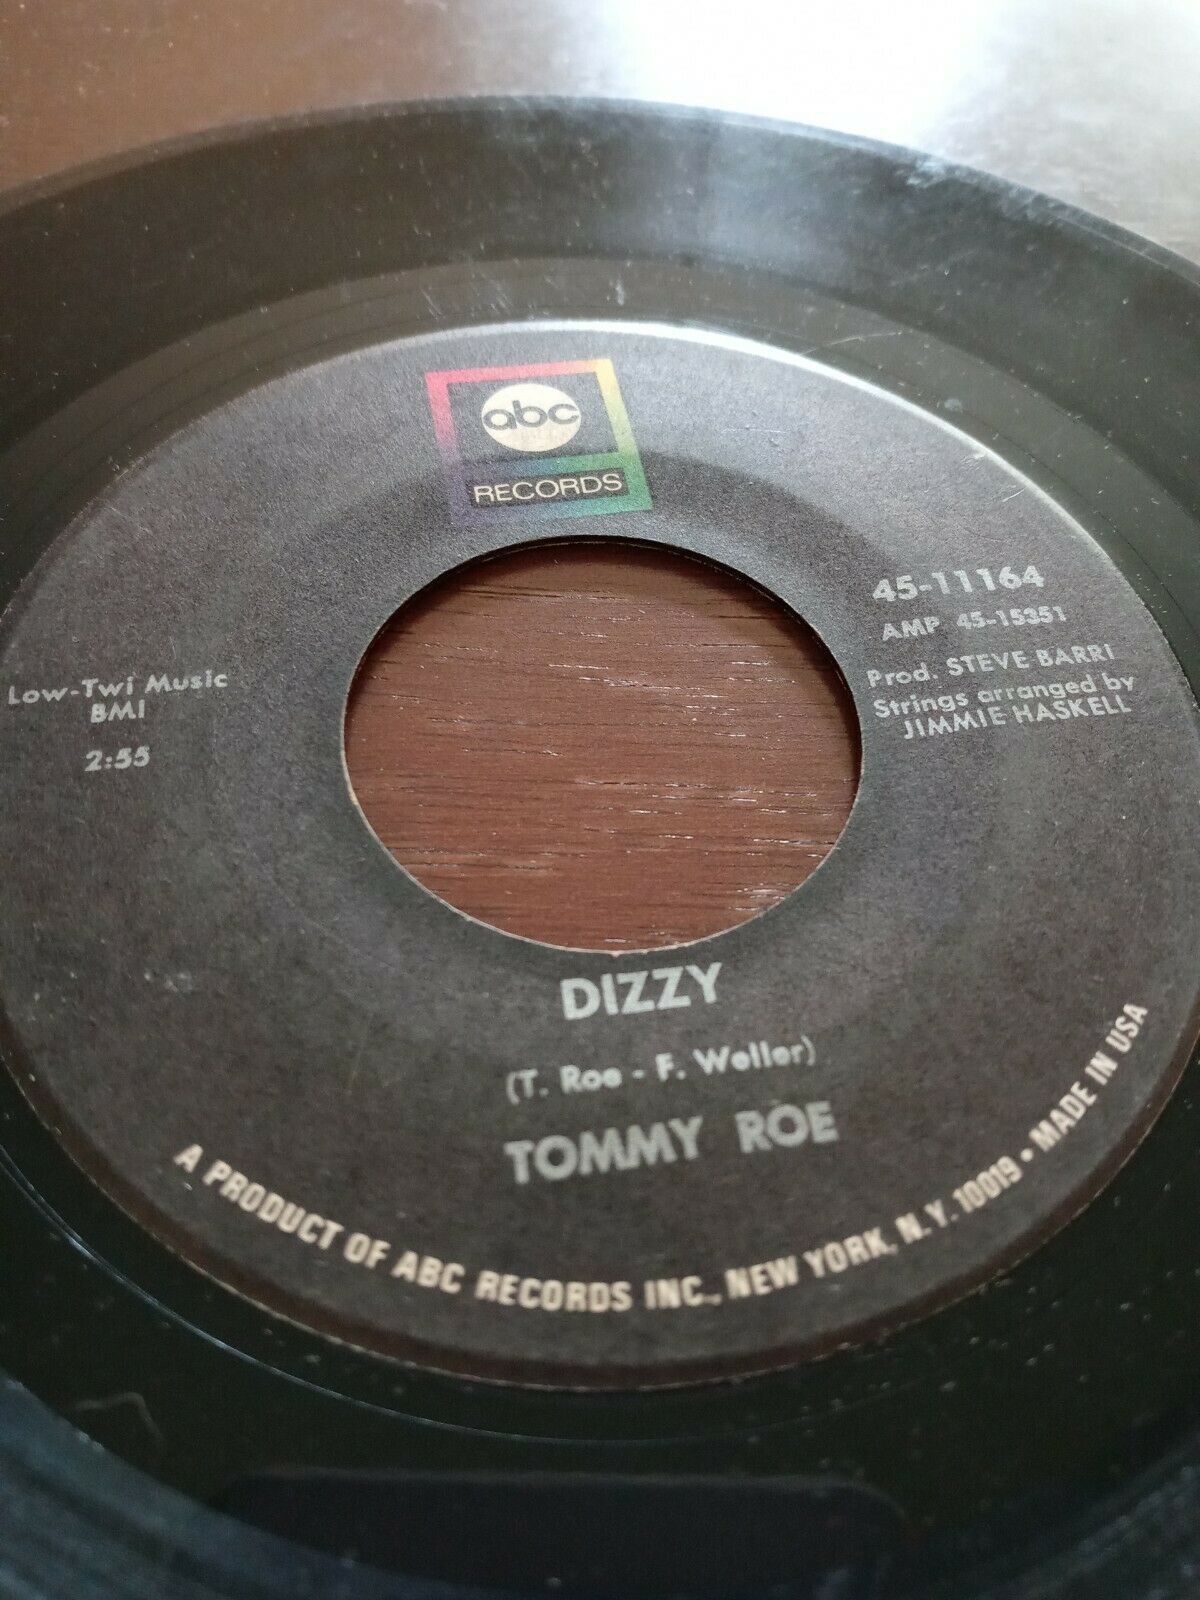 abc
RECORDS
45-11164
AMP 45-15351
Prod. STEVE BARRI
Strings arranged by
JIMMIE HASKELL
Low-Twi Music
BMI
2:55
DIZZY
(T. Roe - F. Weller)
TOMMY ROE
A PRODUCT OF ABC RECORDS INC., NEW YORK, N.Y. 10019 • MADE IN USA